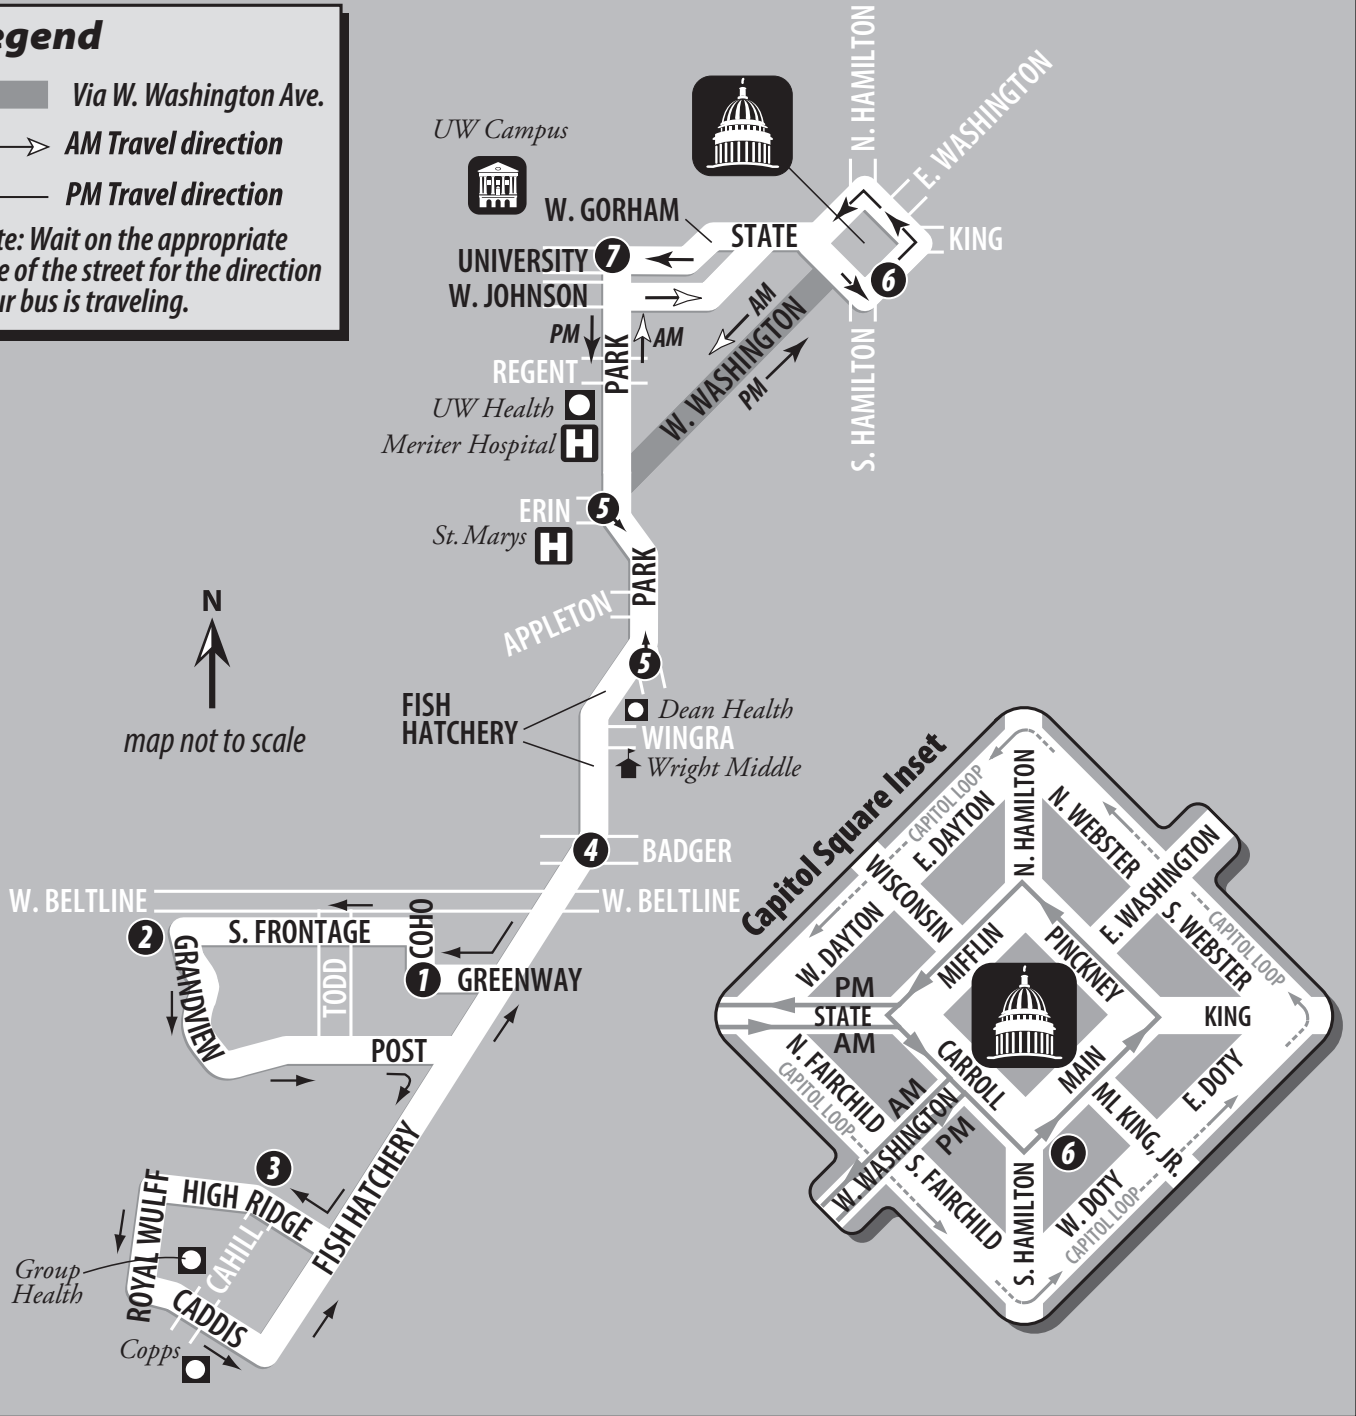 egend
Via W. Washington Ave.
AM Travel direction
PM Travel direction
te: Wait on the appropriate
e of the street for the direction
ur bus is traveling.
N. HAMILTON
E. WASHINGTON
UW Campus
W. GORHAM
STATE
KING
UNIVERSITY
7
6
W. JOHNSON
PM
AM
AM
W. WASHINGTON
PM
S. HAMILTON
REGENT
PARK
UW Health
Meriter Hospital
H
ERIN
5
St. Marys
H
PARK
APPLETON
N
map not to scale
5
FISH
HATCHERY
Dean Health
WINGRA
Wright Middle
4
BADGER
W. BELTLINE
W. BELTLINE
2
S. FRONTAGE
COHO
GRANDVIEW
TODD
1
GREENWAY
POST
FISH HATCHERY
3
HIGH RIDGE
ROYAL WULFF
CAHILL
Group
Health
CADDIS
Copps
Capitol Square Inset
CAPITOL LOOP
E. DAYTON
N. HAMILTON
N. WEBSTER
E. WASHINGTON
WISCONSIN
W. DAYTON
MIFFLIN
PINCKNEY
S. WEBSTER
CAPITOL LOOP
PM
STATE
AM
KING
N. FAIRCHILD
CAPITOL LOOP
CARROLL
MAIN
AM
W. WASHINGTON
PM
ML KING, JR.
E. DOTY
6
S. FAIRCHILD
S. HAMILTON
W. DOTY
CAPITOL LOOP